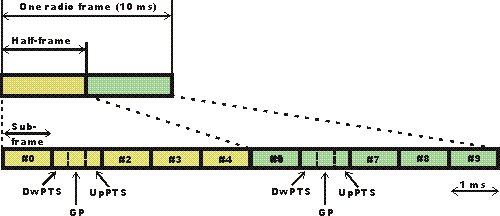 One radio frame (10 ms)
Half-frame
Sub-
frame
#0 #2 #3 #4 #5 #7 #8 #9
DwPTS UpPTS DwPTS UpPTS 1 ms
GP GP